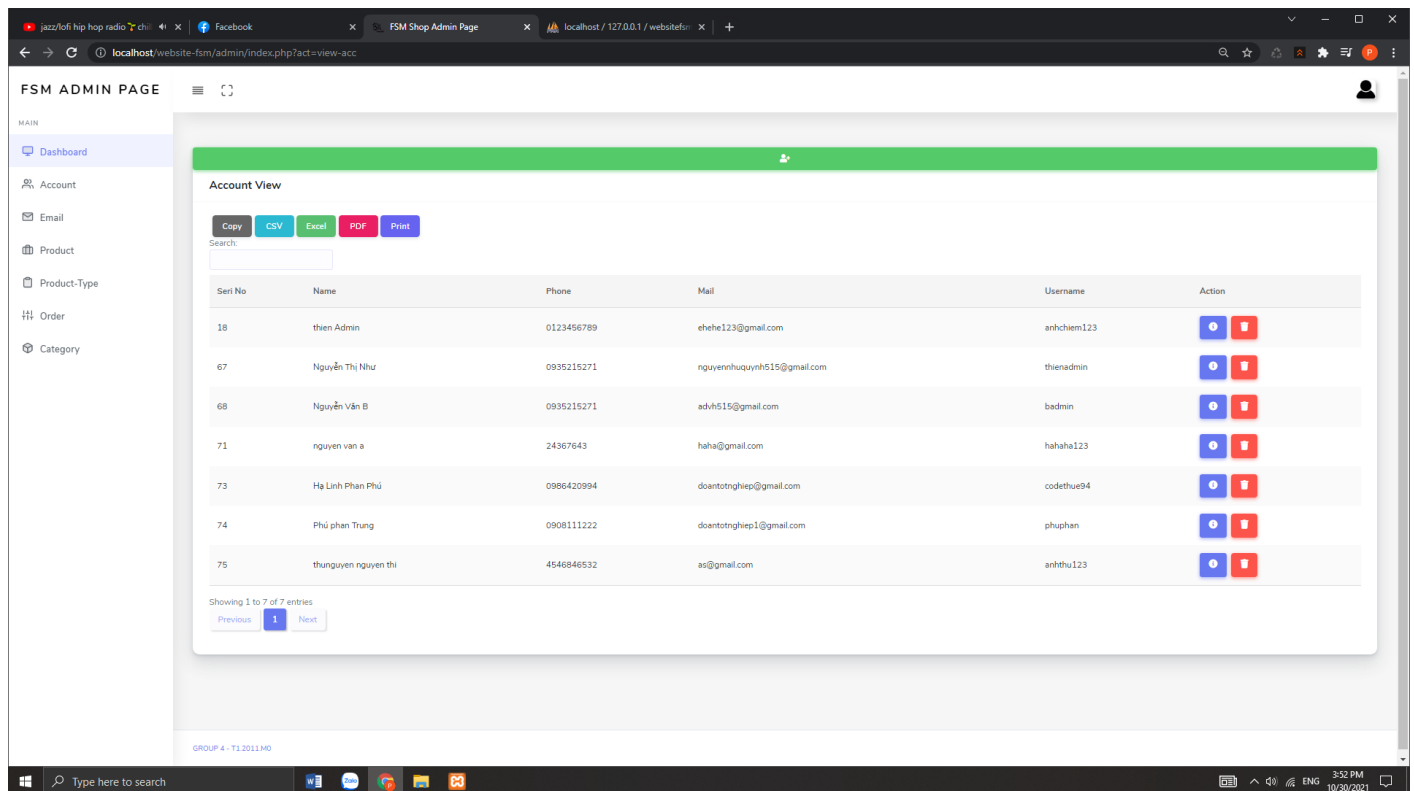 jazz/lofi hip hop radio chil
Facebook
FSM Shop Admin Page
localhost / 127.0.0.1 / websitefsm
localhost/website-fsm/admin/index.php?act=view-acc
P
FSM ADMIN PAGE
MAIN
Dashboard
Account
Email
Product
Product-Type
Order
Category
Account View
Copy CSV Excel PDF Print
Search:
Seri No Name Phone Mail Username Action
18 thien Admin 0123456789 ehehe123@gmail.com anhchiem123
67 Nguyễn Thị Như 0935215271 nguyennhuquynh515@gmail.com thienadmin
68 Nguyễn Văn B 0935215271 advh515@gmail.com badmin
71 nguyen van a 24367643 haha@gmail.com hahaha123
73 Hạ Linh Phan Phú 0986420994 doantotnghiep@gmail.com codethue94
74 Phú phan Trung 0908111222 doantotnghiep1@gmail.com phuphan
75 thunguyen nguyen thi 4546846532 as@gmail.com anhthu123
Showing 1 to 7 of 7 entries
Previous 1 Next
GROUP 4 - T1.2011.M0
Type here to search
Zalo
ENG
3:52 PM
10/30/2021